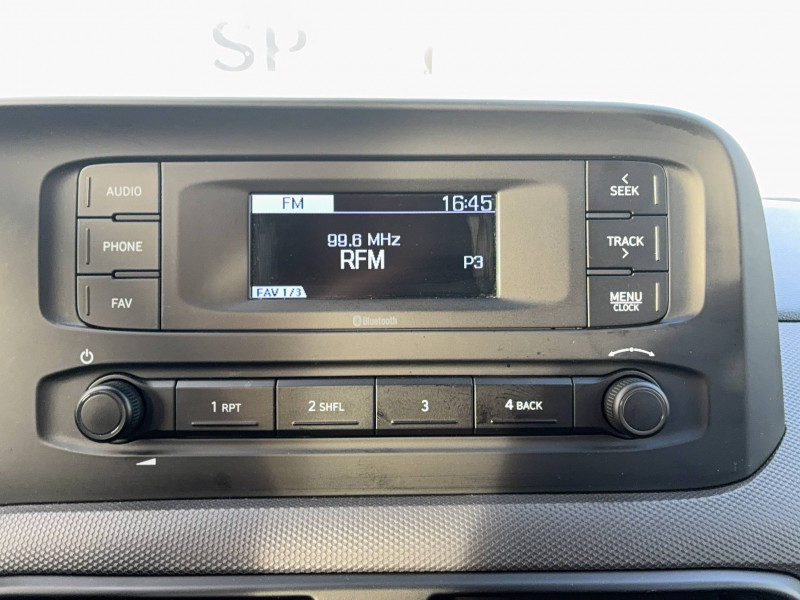 SP
AUDIO
PHONE
FAV
FM 16:45
99.6 MHz
RFM P3
FAV 1/3
Bluetooth
< SEEK
TRACK >
MENU
CLOCK
1 RPT 2 SHFL 3 4 BACK